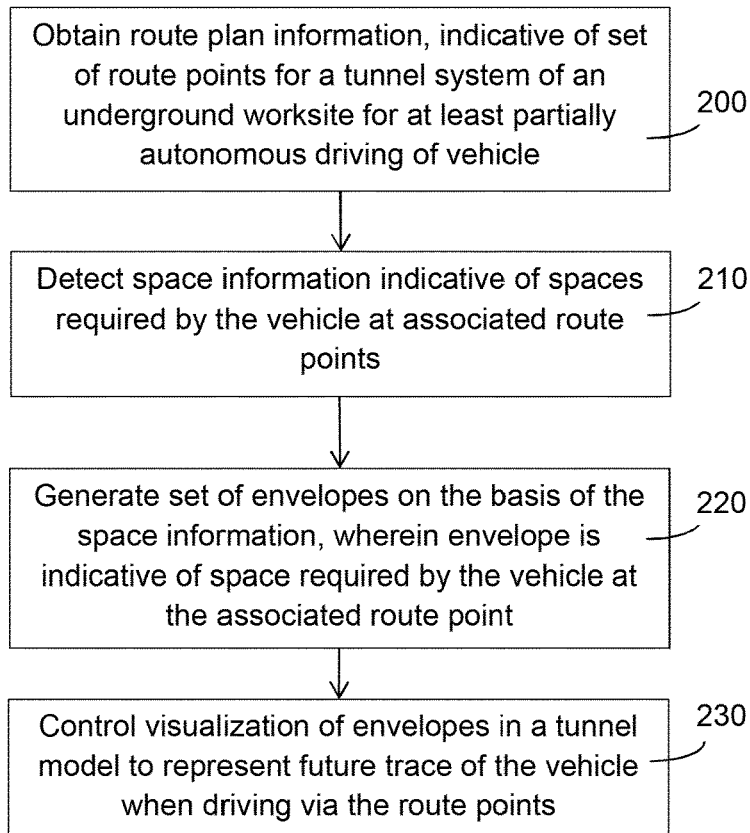 Obtain route plan information, indicative of set
of route points for a tunnel system of an
underground worksite for at least partially
autonomous driving of vehicle
200
Detect space information indicative of spaces
required by the vehicle at associated route
points
210
Generate set of envelopes on the basis of the
space information, wherein envelope is
indicative of space required by the vehicle at
the associated route point
220
Control visualization of envelopes in a tunnel
model to represent future trace of the vehicle
when driving via the route points
230